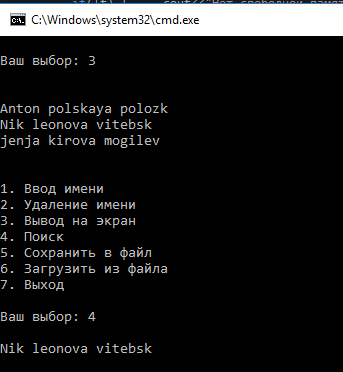 C:\Windows\system32\cmd.exe
Ваш выбор: 3
Anton polskaya polozk
Nik leonova vitebsk
jenja kirova mogilev
1. Ввод имени
2. Удаление имени
3. Вывод на экран
4. Поиск
5. Сохранить в файл
6. Загрузить из файла
7. Выход
Ваш выбор: 4
Nik leonova vitebsk